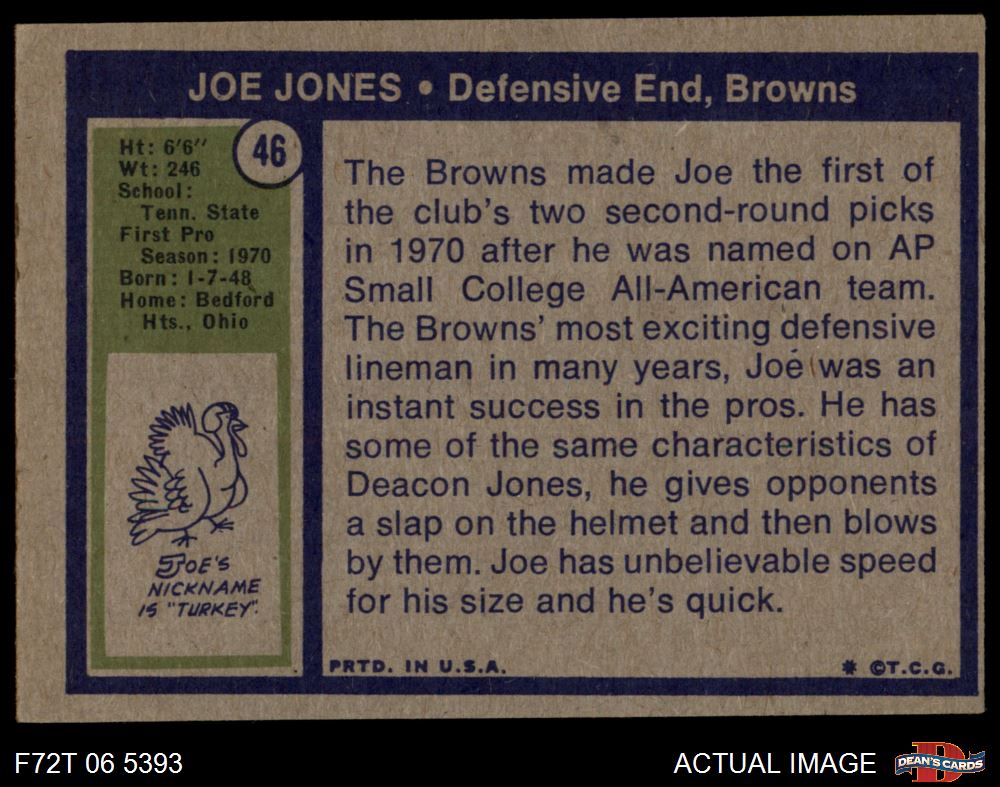 JOE JONES • Defensive End, Browns
46
Ht: 6'6"
Wt: 246
School:
Tenn. State
First Pro
Season: 1970
Born: 1-7-48
Home: Bedford
Hts., Ohio
JOE'S
NICKNAME
IS "TURKEY".
The Browns made Joe the first of
the club's two second-round picks
in 1970 after he was named on AP
Small College All-American team.
The Browns' most exciting defensive
lineman in many years, Joe was an
instant success in the pros. He has
some of the same characteristics of
Deacon Jones, he gives opponents
a slap on the helmet and then blows
by them. Joe has unbelievable speed
for his size and he's quick.
PRTD. IN U.S.A.
* ©T.C.G.
F72T 06 5393
ACTUAL IMAGE
DEAN'S CARDS